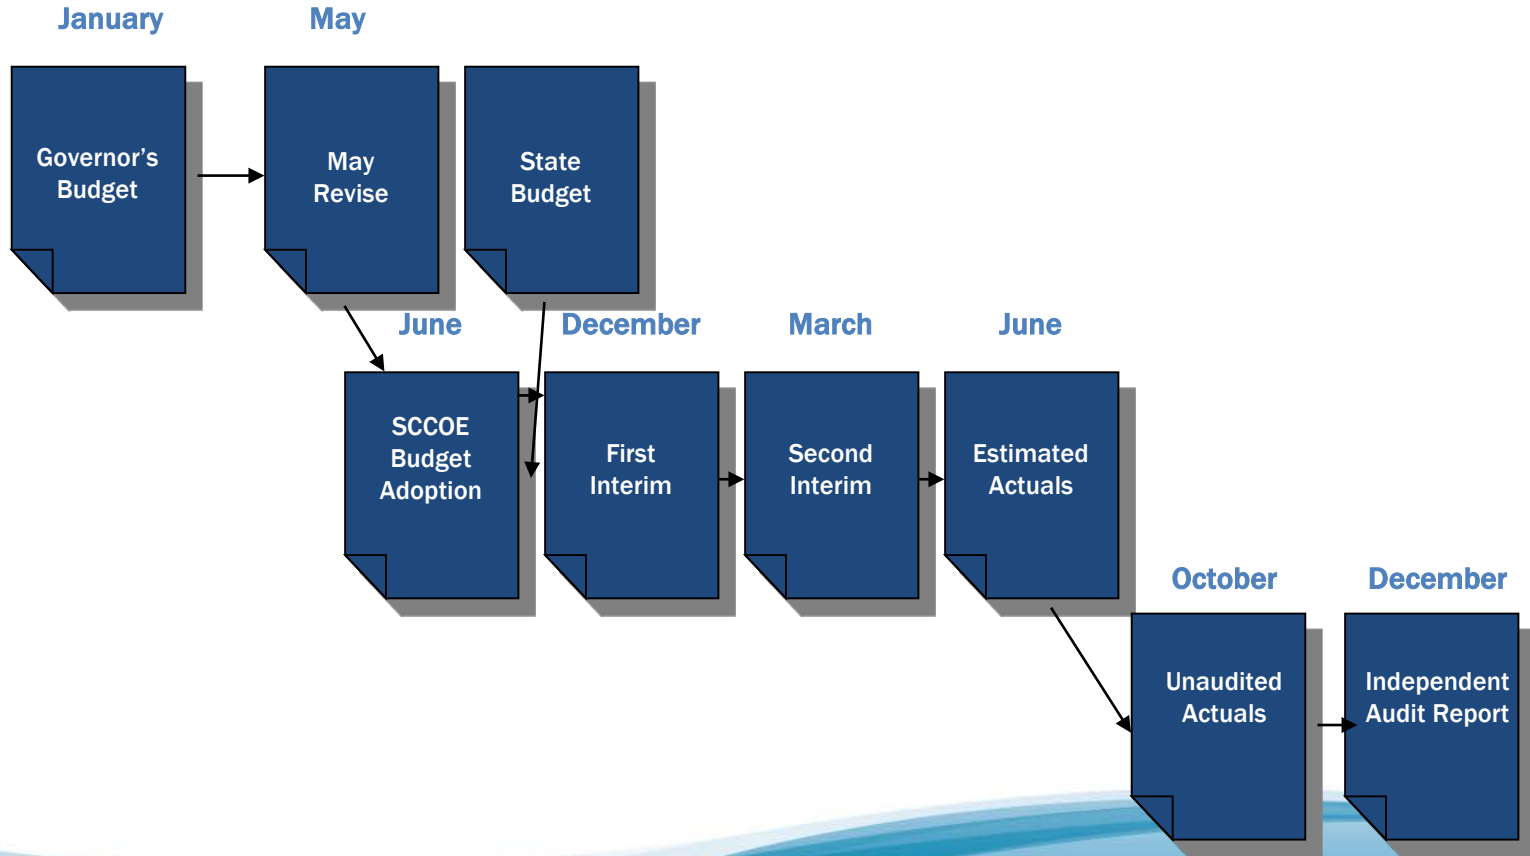 January
May
Governor’s
Budget
May
Revise
State
Budget
June
December
March
June
SCCOE
Budget
Adoption
First
Interim
Second
Interim
Estimated
Actuals
October
December
Unaudited
Actuals
Independent
Audit Report